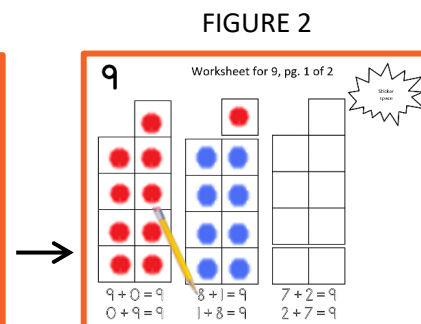 FIGURE 2
9
Worksheet for 9, pg. 1 of 2
Sticker
space
9+0=9 8+1=9 7+2=9
0+9=9 1+8=9 2+7=9